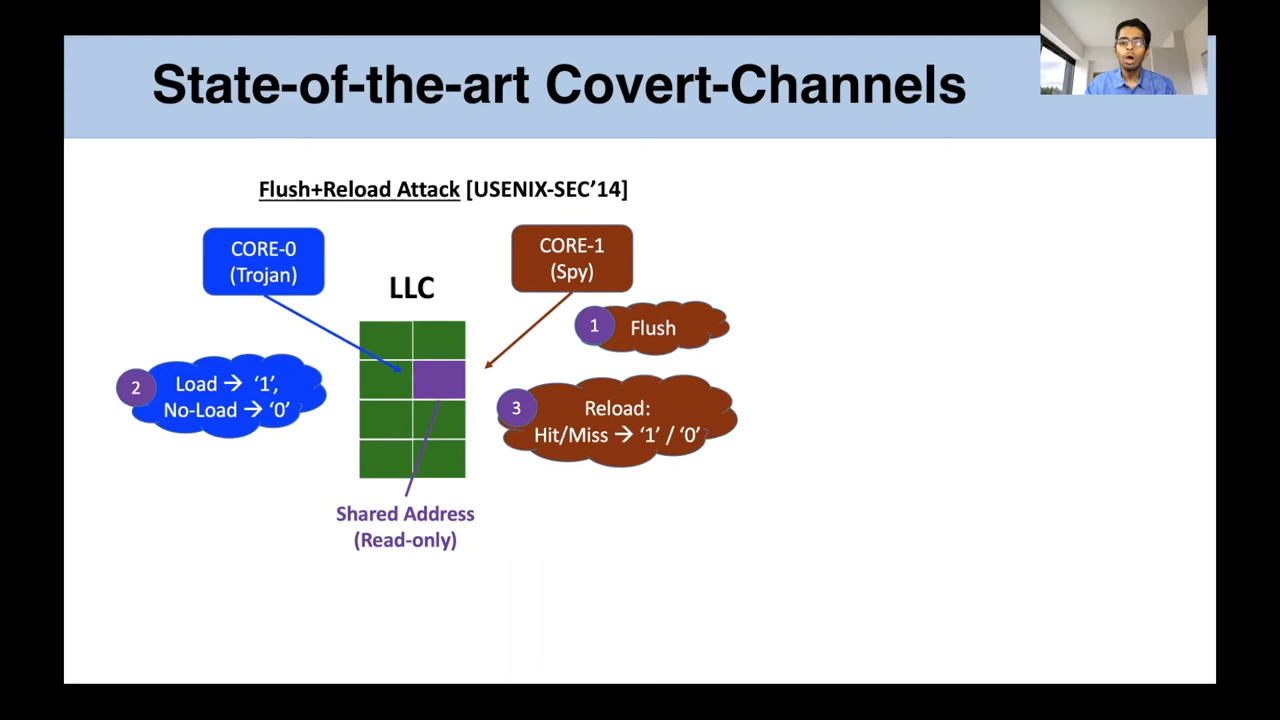 State-of-the-art Covert-Channels
Flush+Reload Attack [USENIX-SEC’14]
CORE-0
(Trojan)
CORE-1
(Spy)
LLC
1
Flush
2
Load → ‘1’,
No-Load → ‘0’
3
Reload:
Hit/Miss → ‘1’ / ‘0’
Shared Address
(Read-only)